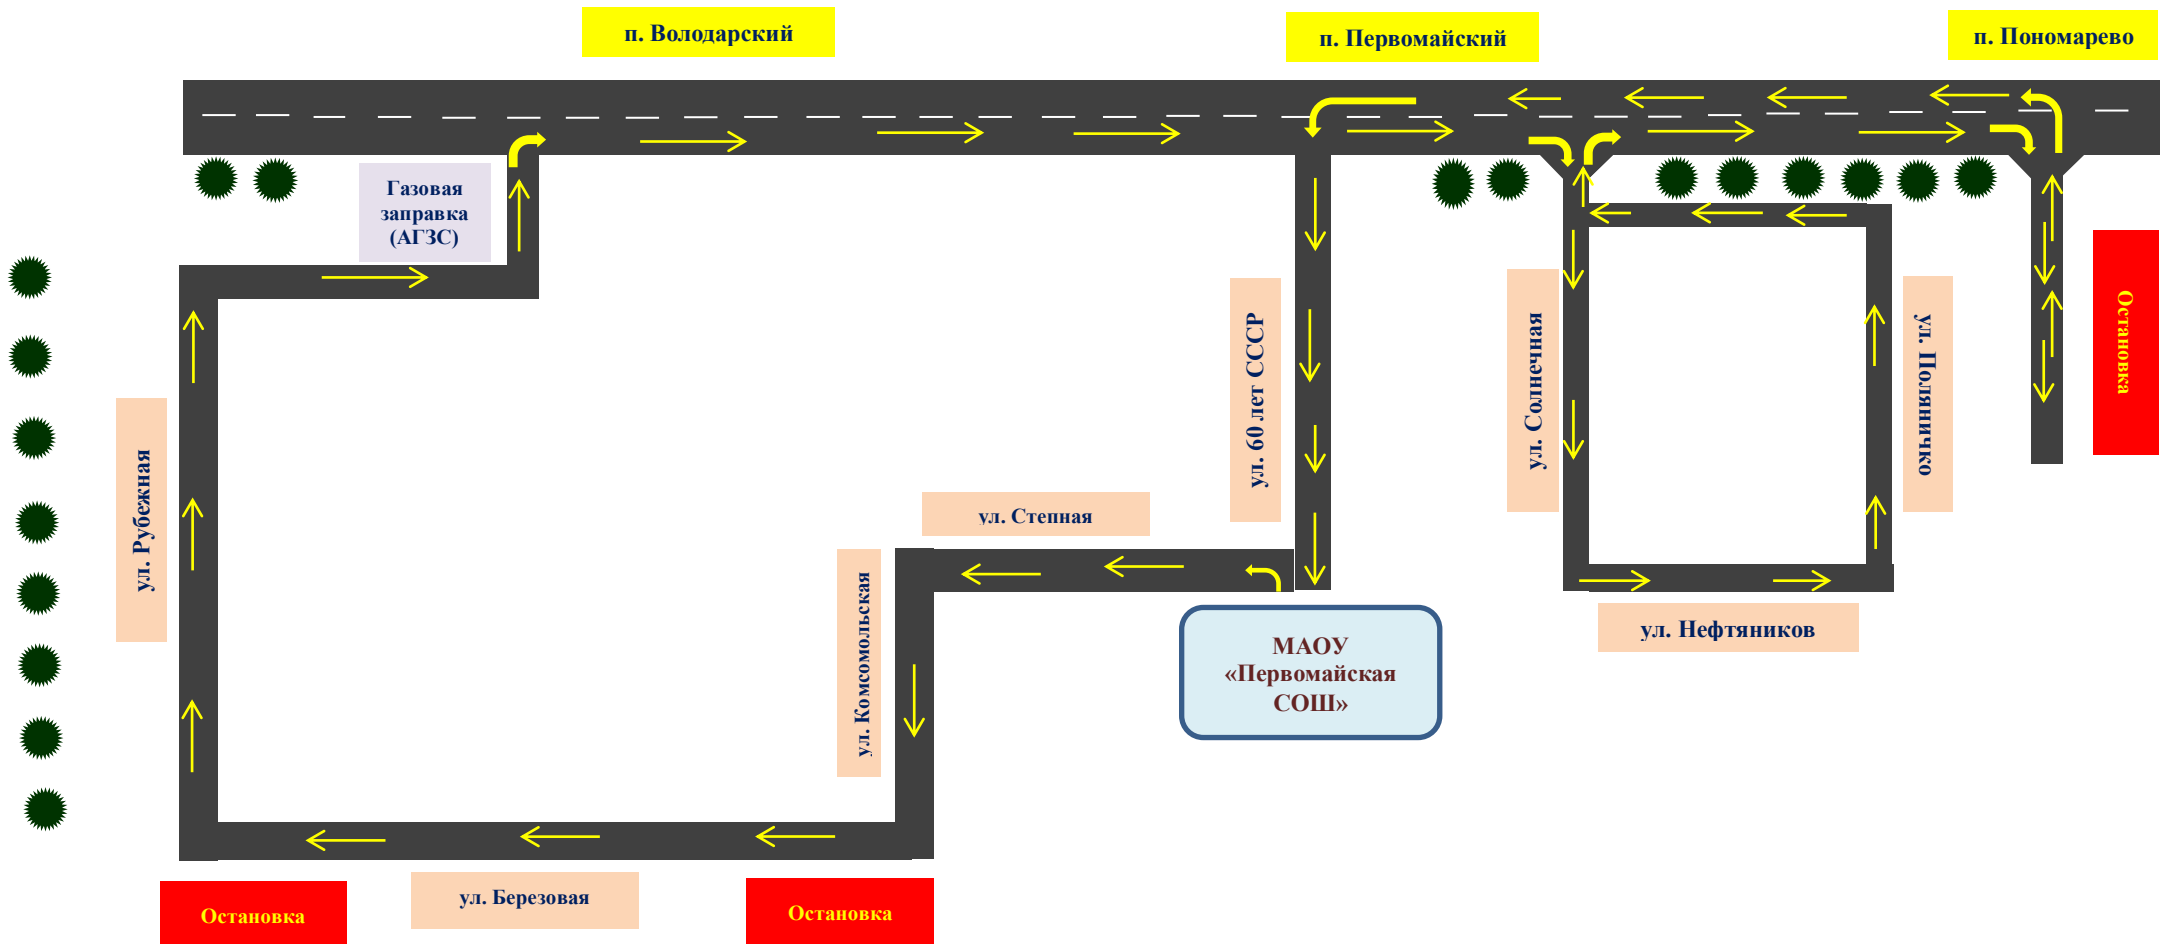 п. Володарский
п. Первомайский
п. Пономарево
Газовая
заправка
(АГЗС)
ул. Рубежная
ул. Степная
ул. Комсомольская
ул. 60 лет СССР
ул. Солнечная
ул. Поляничко
Остановка
ул. Нефтяников
МАОУ
«Первомайская
СОШ»
Остановка
ул. Березовая
Остановка